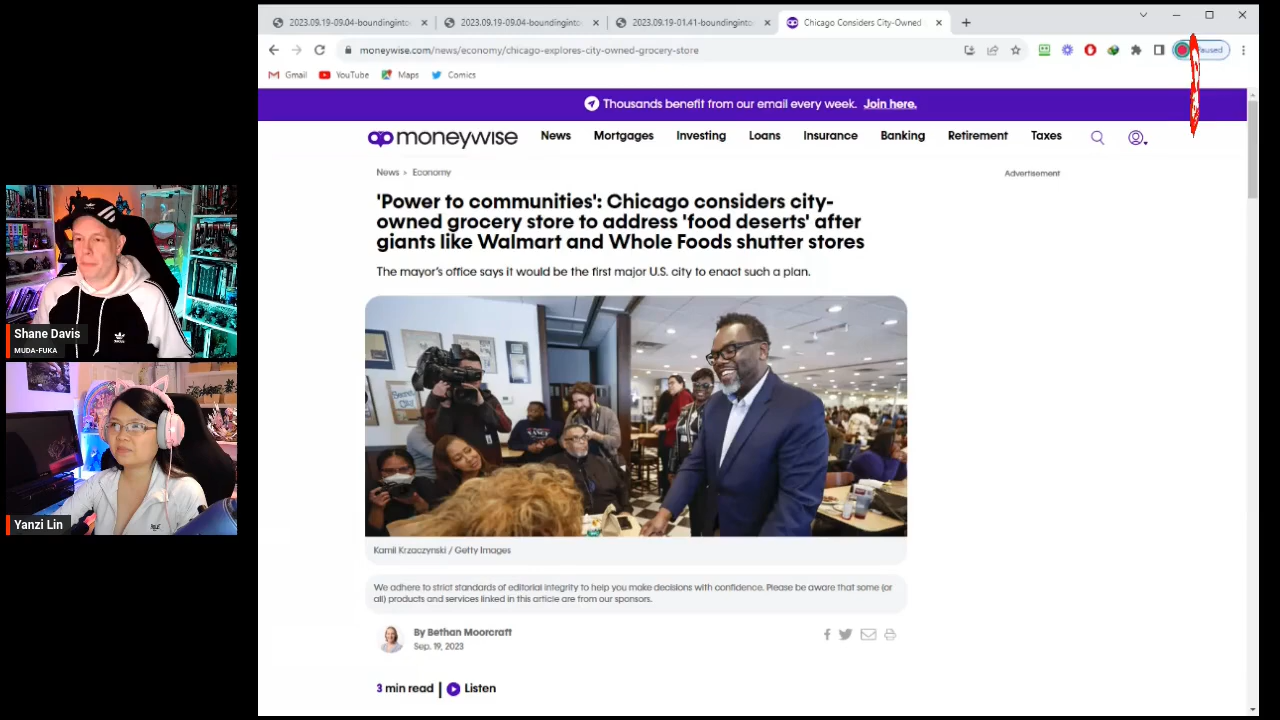 2023.09.19-09.04-boundinginto
2023.09.19-09.04-boundinginto
2023.09.19-01.41-boundinginto
Chicago Considers City-Owned
moneywise.com/news/economy/chicago-explores-city-owned-grocery-store
Gmail
YouTube
Maps
Comics
Thousands benefit from our email every week. Join here.
moneywise
News
Mortgages
Investing
Loans
Insurance
Banking
Retirement
Taxes
News > Economy
Advertisement
'Power to communities': Chicago considers city-
owned grocery store to address 'food deserts' after
giants like Walmart and Whole Foods shutter stores
The mayor's office says it would be the first major U.S. city to enact such a plan.
Kamil Krzaczynski / Getty Images
We adhere to strict standards of editorial integrity to help you make decisions with confidence. Please be aware that some (or
all) products and services linked in this article are from our sponsors.
By Bethan Moorcraft
Sep. 19, 2023
3 min read | Listen
Shane Davis
MUDA-FUKA
Yanzi Lin